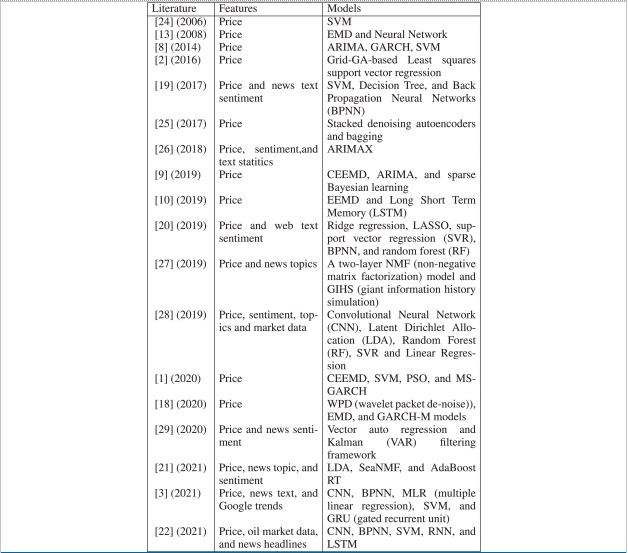 Literature Features Models
[24] (2006) Price SVM
[13] (2008) Price EMD and Neural Network
[8] (2014) Price ARIMA, GARCH, SVM
[2] (2016) Price Grid-GA-based Least squares
support vector regression
[19] (2017) Price and news text SVM, Decision Tree, and Back
sentiment Propagation Neural Networks
(BPNN)
[25] (2017) Price Stacked denoising autoencoders
and bagging
[26] (2018) Price, sentiment,and ARIMAX
text statitics
[9] (2019) Price CEEMD, ARIMA, and sparse
Bayesian learning
[10] (2019) Price EEMD and Long Short Term
Memory (LSTM)
[20] (2019) Price and web text Ridge regression, LASSO, sup-
sentiment port vector regression (SVR),
BPNN, and random forest (RF)
[27] (2019) Price and news topics A two-layer NMF (non-negative
matrix factorization) model and
GIHS (giant information history
simulation)
[28] (2019) Price, sentiment, top- Convolutional Neural Network
ics and market data (CNN), Latent Dirichlet Allo-
cation (LDA), Random Forest
(RF), SVR and Linear Regres-
sion
[1] (2020) Price CEEMD, SVM, PSO, and MS-
GARCH
[18] (2020) Price WPD (wavelet packet de-noise)),
EMD, and GARCH-M models
[29] (2020) Price and news senti- Vector auto regression and
ment Kalman (VAR) filtering
framework
[21] (2021) Price, news topic, and LDA, SeaNMF, and AdaBoost
sentiment RT
[3] (2021) Price, news text, and CNN, BPNN, MLR (multiple
Google trends linear regression), SVM, and
GRU (gated recurrent unit)
[22] (2021) Price, oil market data, CNN, BPNN, SVM, RNN, and
and news headlines LSTM